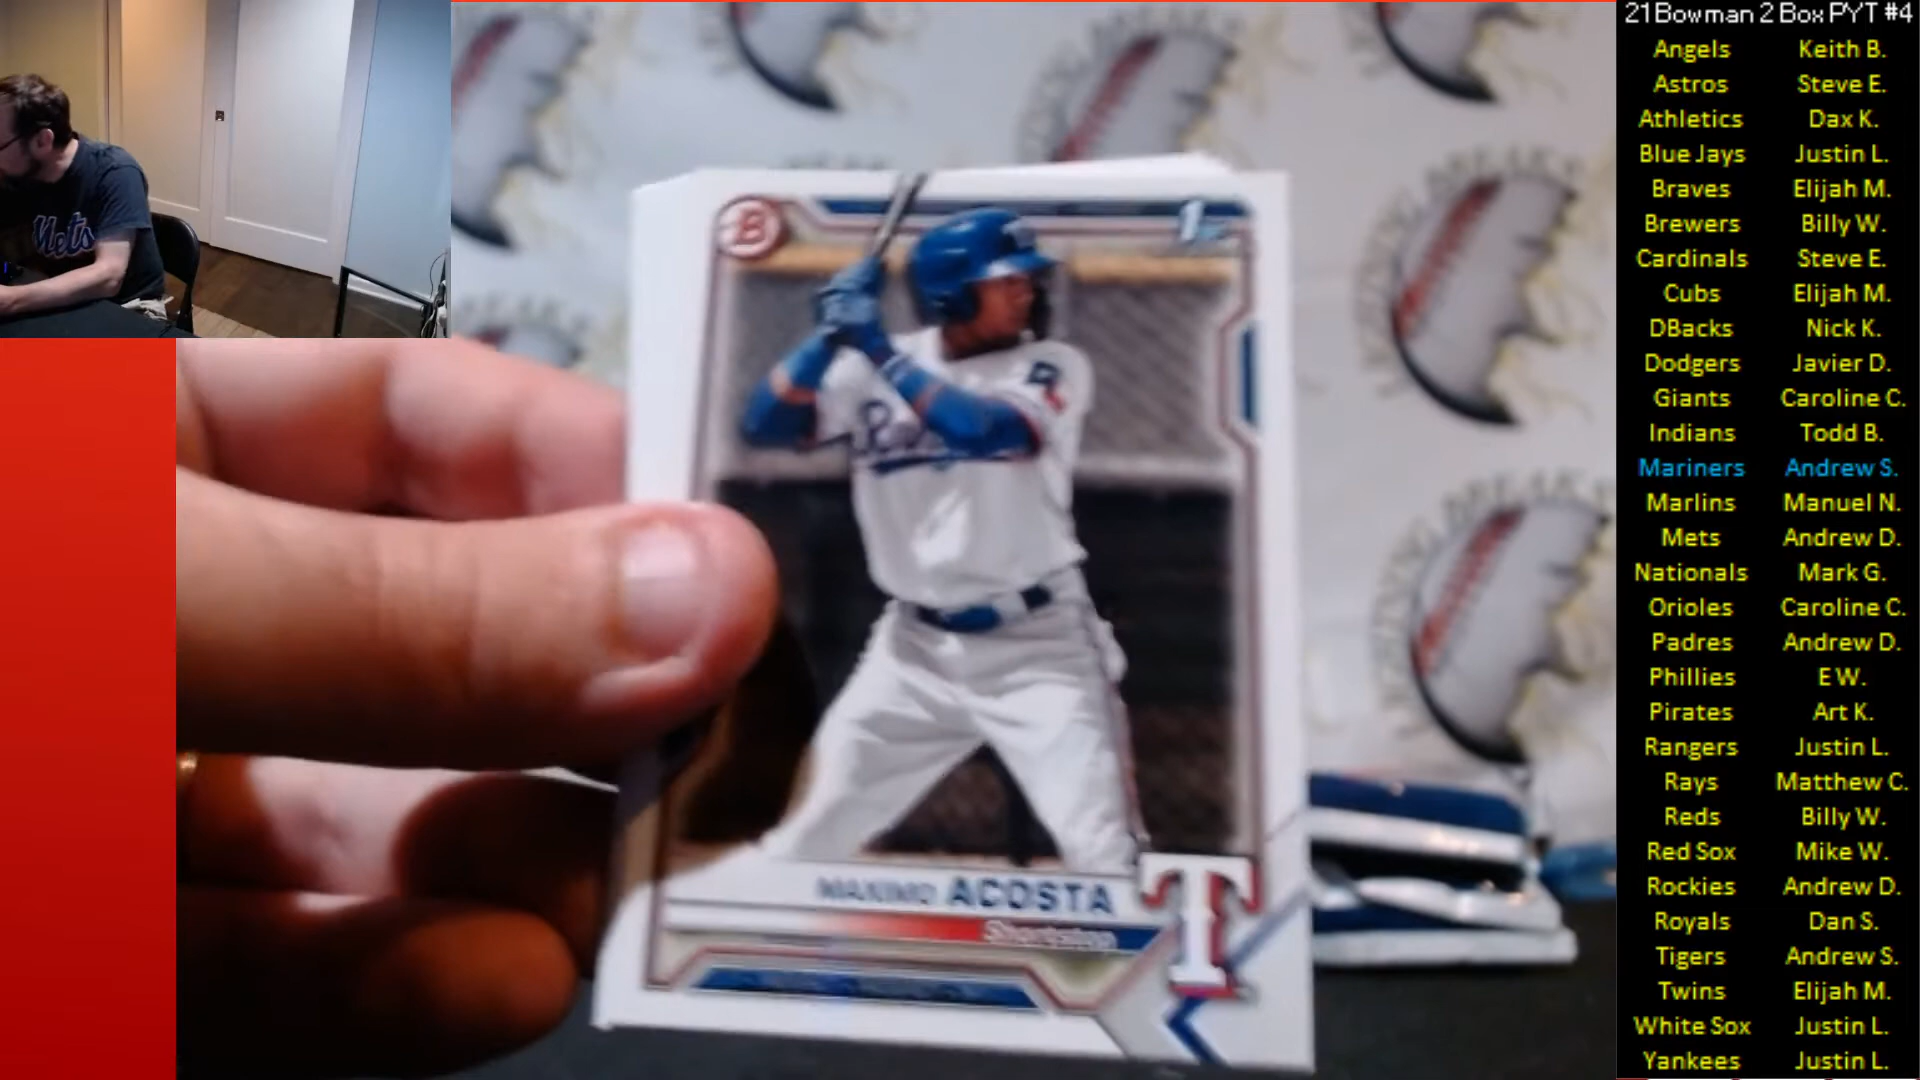 21 Bowman 2 Box PYT #4
Angels Keith B.
Astros Steve E.
Athletics Dax K.
Blue Jays Justin L.
Braves Elijah M.
Brewers Billy W.
Cardinals Steve E.
Cubs Elijah M.
DBacks Nick K.
Dodgers Javier D.
Giants Caroline C.
Indians Todd B.
Mariners Andrew S.
Marlins Manuel N.
Mets Andrew D.
Nationals Mark G.
Orioles Caroline C.
Padres Andrew D.
Phillies E W.
Pirates Art K.
Rangers Justin L.
Rays Matthew C.
Reds Billy W.
Red Sox Mike W.
Rockies Andrew D.
Royals Dan S.
Tigers Andrew S.
Twins Elijah M.
White Sox Justin L.
Yankees Justin L.
Mets
B
1st
MAXIMO ACOSTA
Shortstop
T
BREAKS